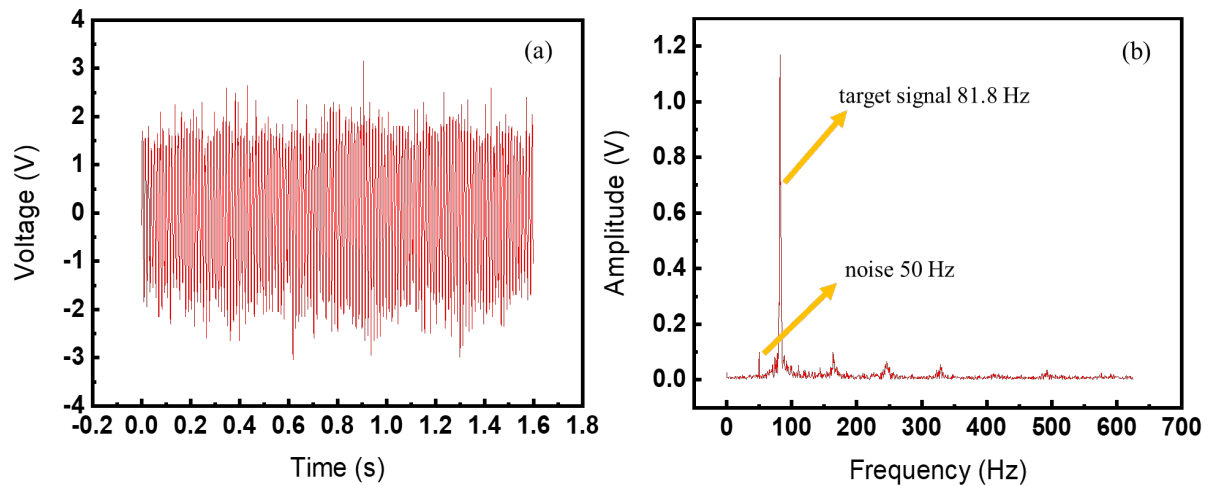 (a)
4
3
2
1
0
-1
-2
-3
-4
Voltage (V)
-0.2 0.0 0.2 0.4 0.6 0.8 1.0 1.2 1.4 1.6 1.8
Time (s)
(b)
1.2
1.0
0.8
0.6
0.4
0.2
0.0
Amplitude (V)
target signal 81.8 Hz
noise 50 Hz
0 100 200 300 400 500 600 700
Frequency (Hz)